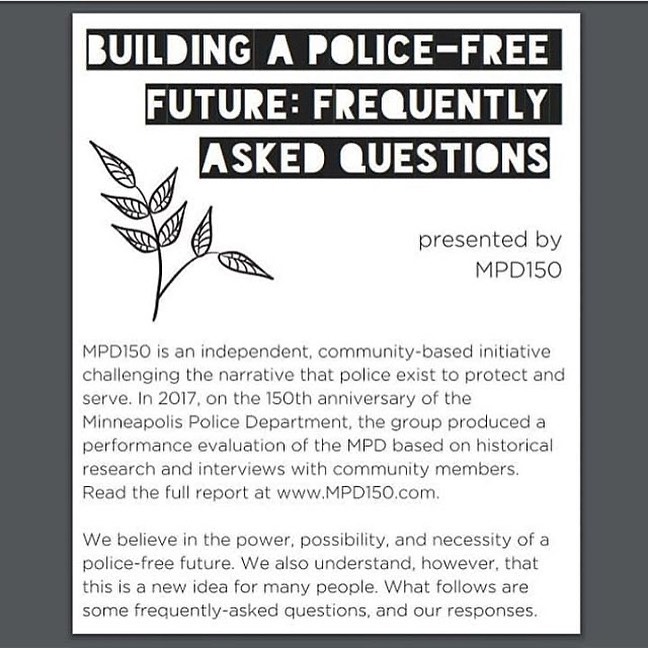 BUILDING A POLICE-FREE
FUTURE: FREQUENTLY
ASKED QUESTIONS
presented by
MPD150
MPD150 is an independent, community-based initiative
challenging the narrative that police exist to protect and
serve. In 2017, on the 150th anniversary of the
Minneapolis Police Department, the group produced a
performance evaluation of the MPD based on historical
research and interviews with community members.
Read the full report at www.MPD150.com.
We believe in the power, possibility, and necessity of a
police-free future. We also understand, however, that
this is a new idea for many people. What follows are
some frequently-asked questions, and our responses.